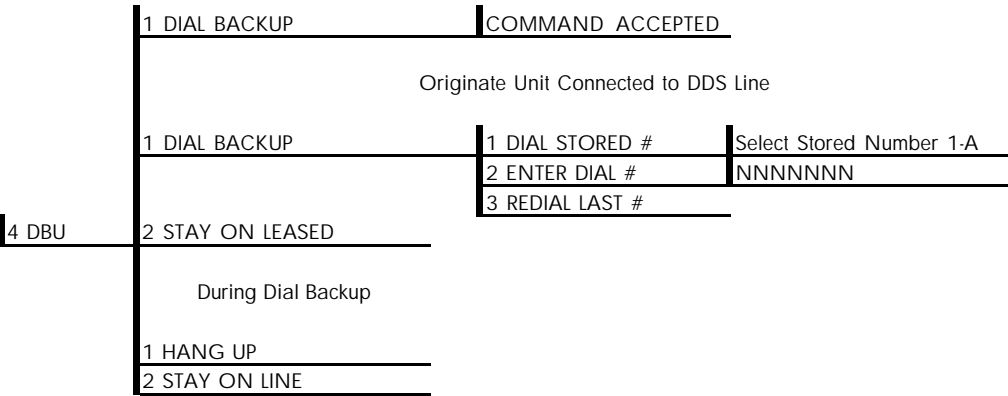 1 DIAL BACKUP COMMAND ACCEPTED
Originate Unit Connected to DDS Line
1 DIAL BACKUP 1 DIAL STORED # Select Stored Number 1-A
2 ENTER DIAL # NNNNNNN
3 REDIAL LAST #
4 DBU 2 STAY ON LEASED
During Dial Backup
1 HANG UP
2 STAY ON LINE